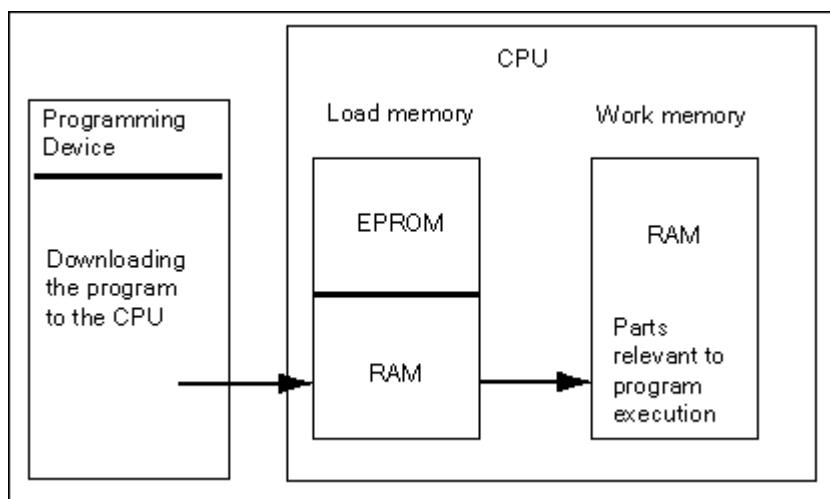 CPU
Programming
Device
Load memory
Work memory
EPROM
RAM
Downloading
the program
to the CPU
RAM
Parts
relevant to
program
execution